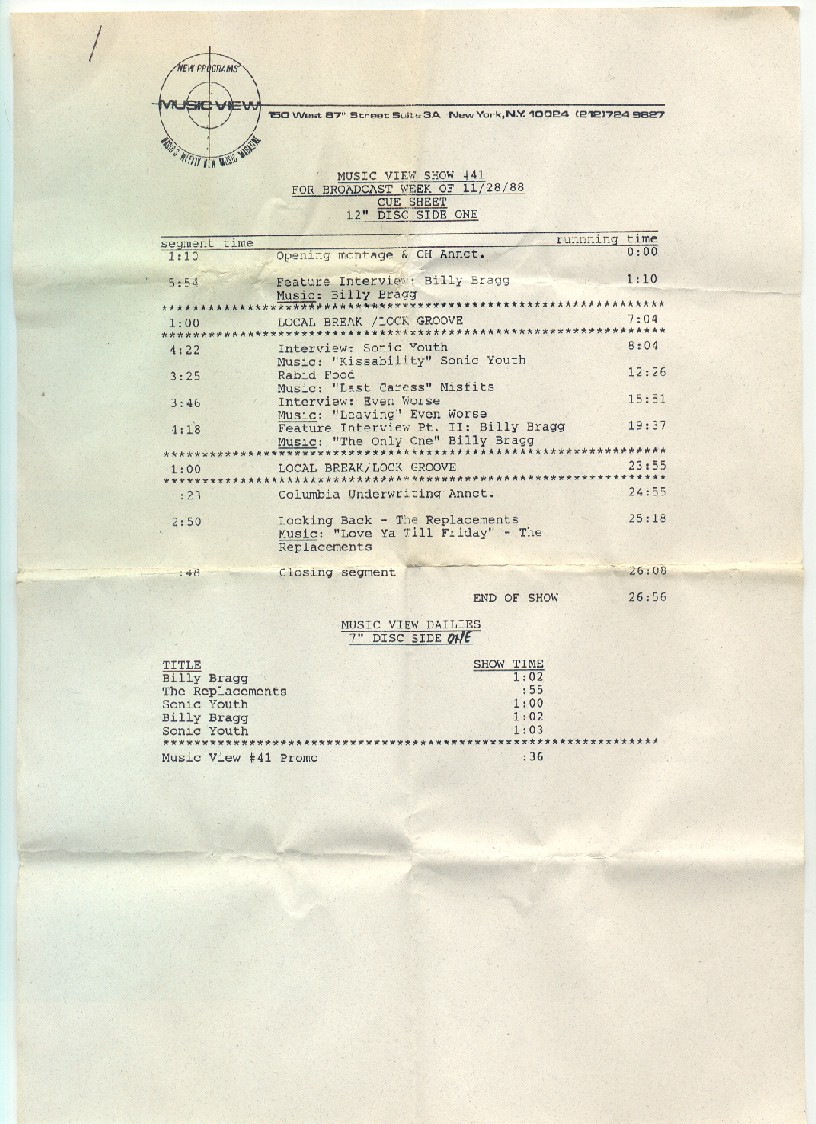 NEW PROGRAMS
MUSIC VIEW
150 West 87th Street Suite 3A New York, N.Y. 10024 (212)724 9827
MUSIC VIEW SHOW #41
FOR BROADCAST WEEK OF 11/28/88
CUE SHEET
12" DISC SIDE ONE
segment time running time
1:10 Opening montage & CH Annct. 0:00
5:54 Feature Interview: Billy Bragg 1:10
Music: Billy Bragg
*****************************************************************
1:00 LOCAL BREAK /LOCK GROOVE 7:04
*****************************************************************
4:22 Interview: Sonic Youth 8:04
Music: "Kissability" Sonic Youth
3:25 Rabid Food 12:26
Music: "Last Caress" Misfits
3:46 Interview: Even Worse 15:51
Music: "Leaving" Even Worse
4:18 Feature Interview Pt. II: Billy Bragg 19:37
Music: "The Only One" Billy Bragg
*****************************************************************
1:00 LOCAL BREAK/LOCK GROOVE 23:55
*****************************************************************
:23 Columbia Underwriting Annct. 24:55
2:50 Looking Back - The Replacements 25:18
Music: "Love Ya Till Friday" - The
Replacements
:48 Closing segment 26:08
END OF SHOW 26:56
MUSIC VIEW DAILIES
7" DISC SIDE ONE
TITLE SHOW TIME
Billy Bragg 1:02
The Replacements :55
Sonic Youth 1:00
Billy Bragg 1:02
Sonic Youth 1:03
*****************************************************************
Music View #41 Promo :36